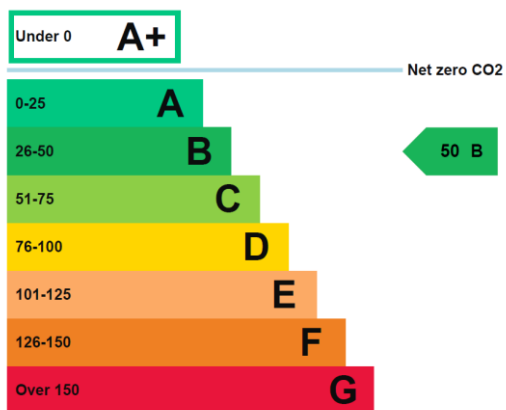 Under 0 A+
Net zero CO2
0-25 A
26-50 B
50 B
51-75 C
76-100 D
101-125 E
126-150 F
Over 150 G